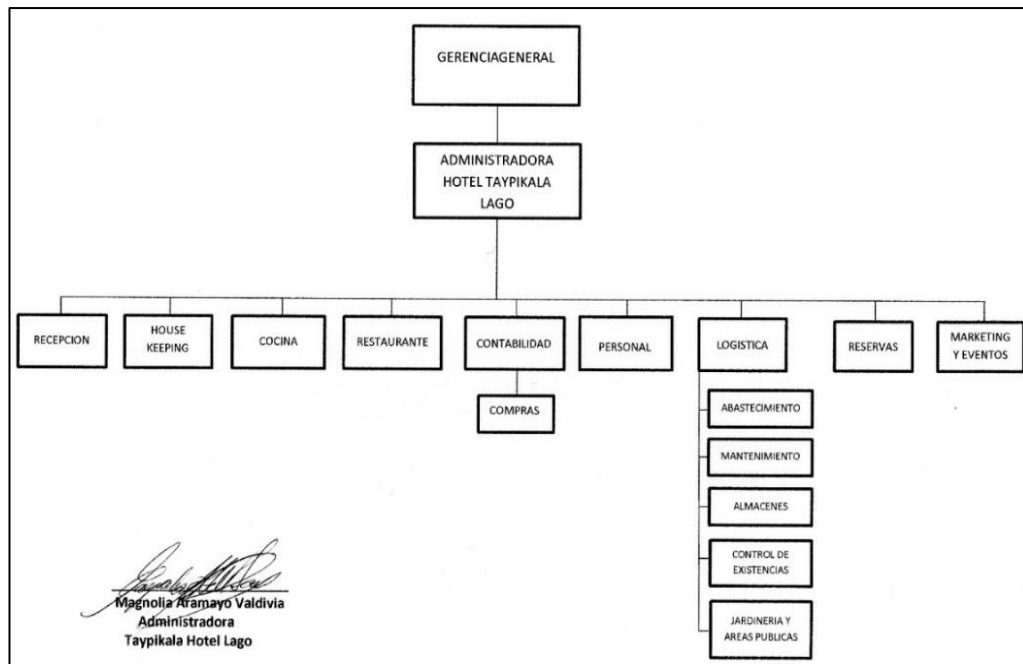 GERENCIAGENERAL
ADMINISTRADORA
HOTEL TAYPIKALA
LAGO
RECEPCION
HOUSE
KEEPING
COCINA
RESTAURANTE
CONTABILIDAD
PERSONAL
LOGISTICA
RESERVAS
MARKETING
Y EVENTOS
COMPRAS
ABASTECIMIENTO
MANTENIMIENTO
ALMACENES
CONTROL DE
EXISTENCIAS
JARDINERIA Y
AREAS PUBLICAS
Magnolia Aramayo Valdivia
Administradora
Taypikala Hotel Lago